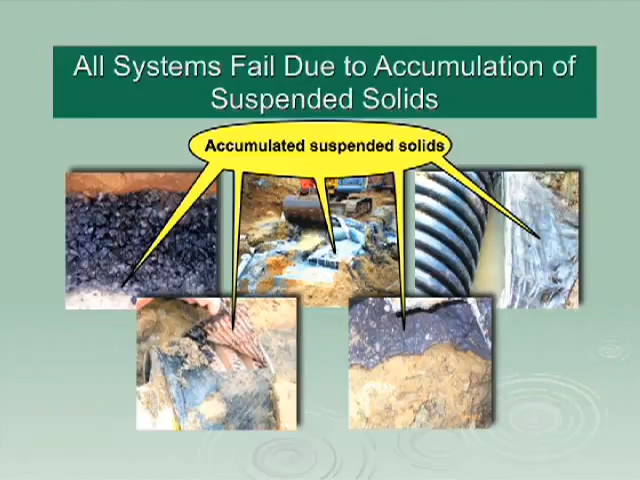 All Systems Fail Due to Accumulation of
Suspended Solids
Accumulated suspended solids